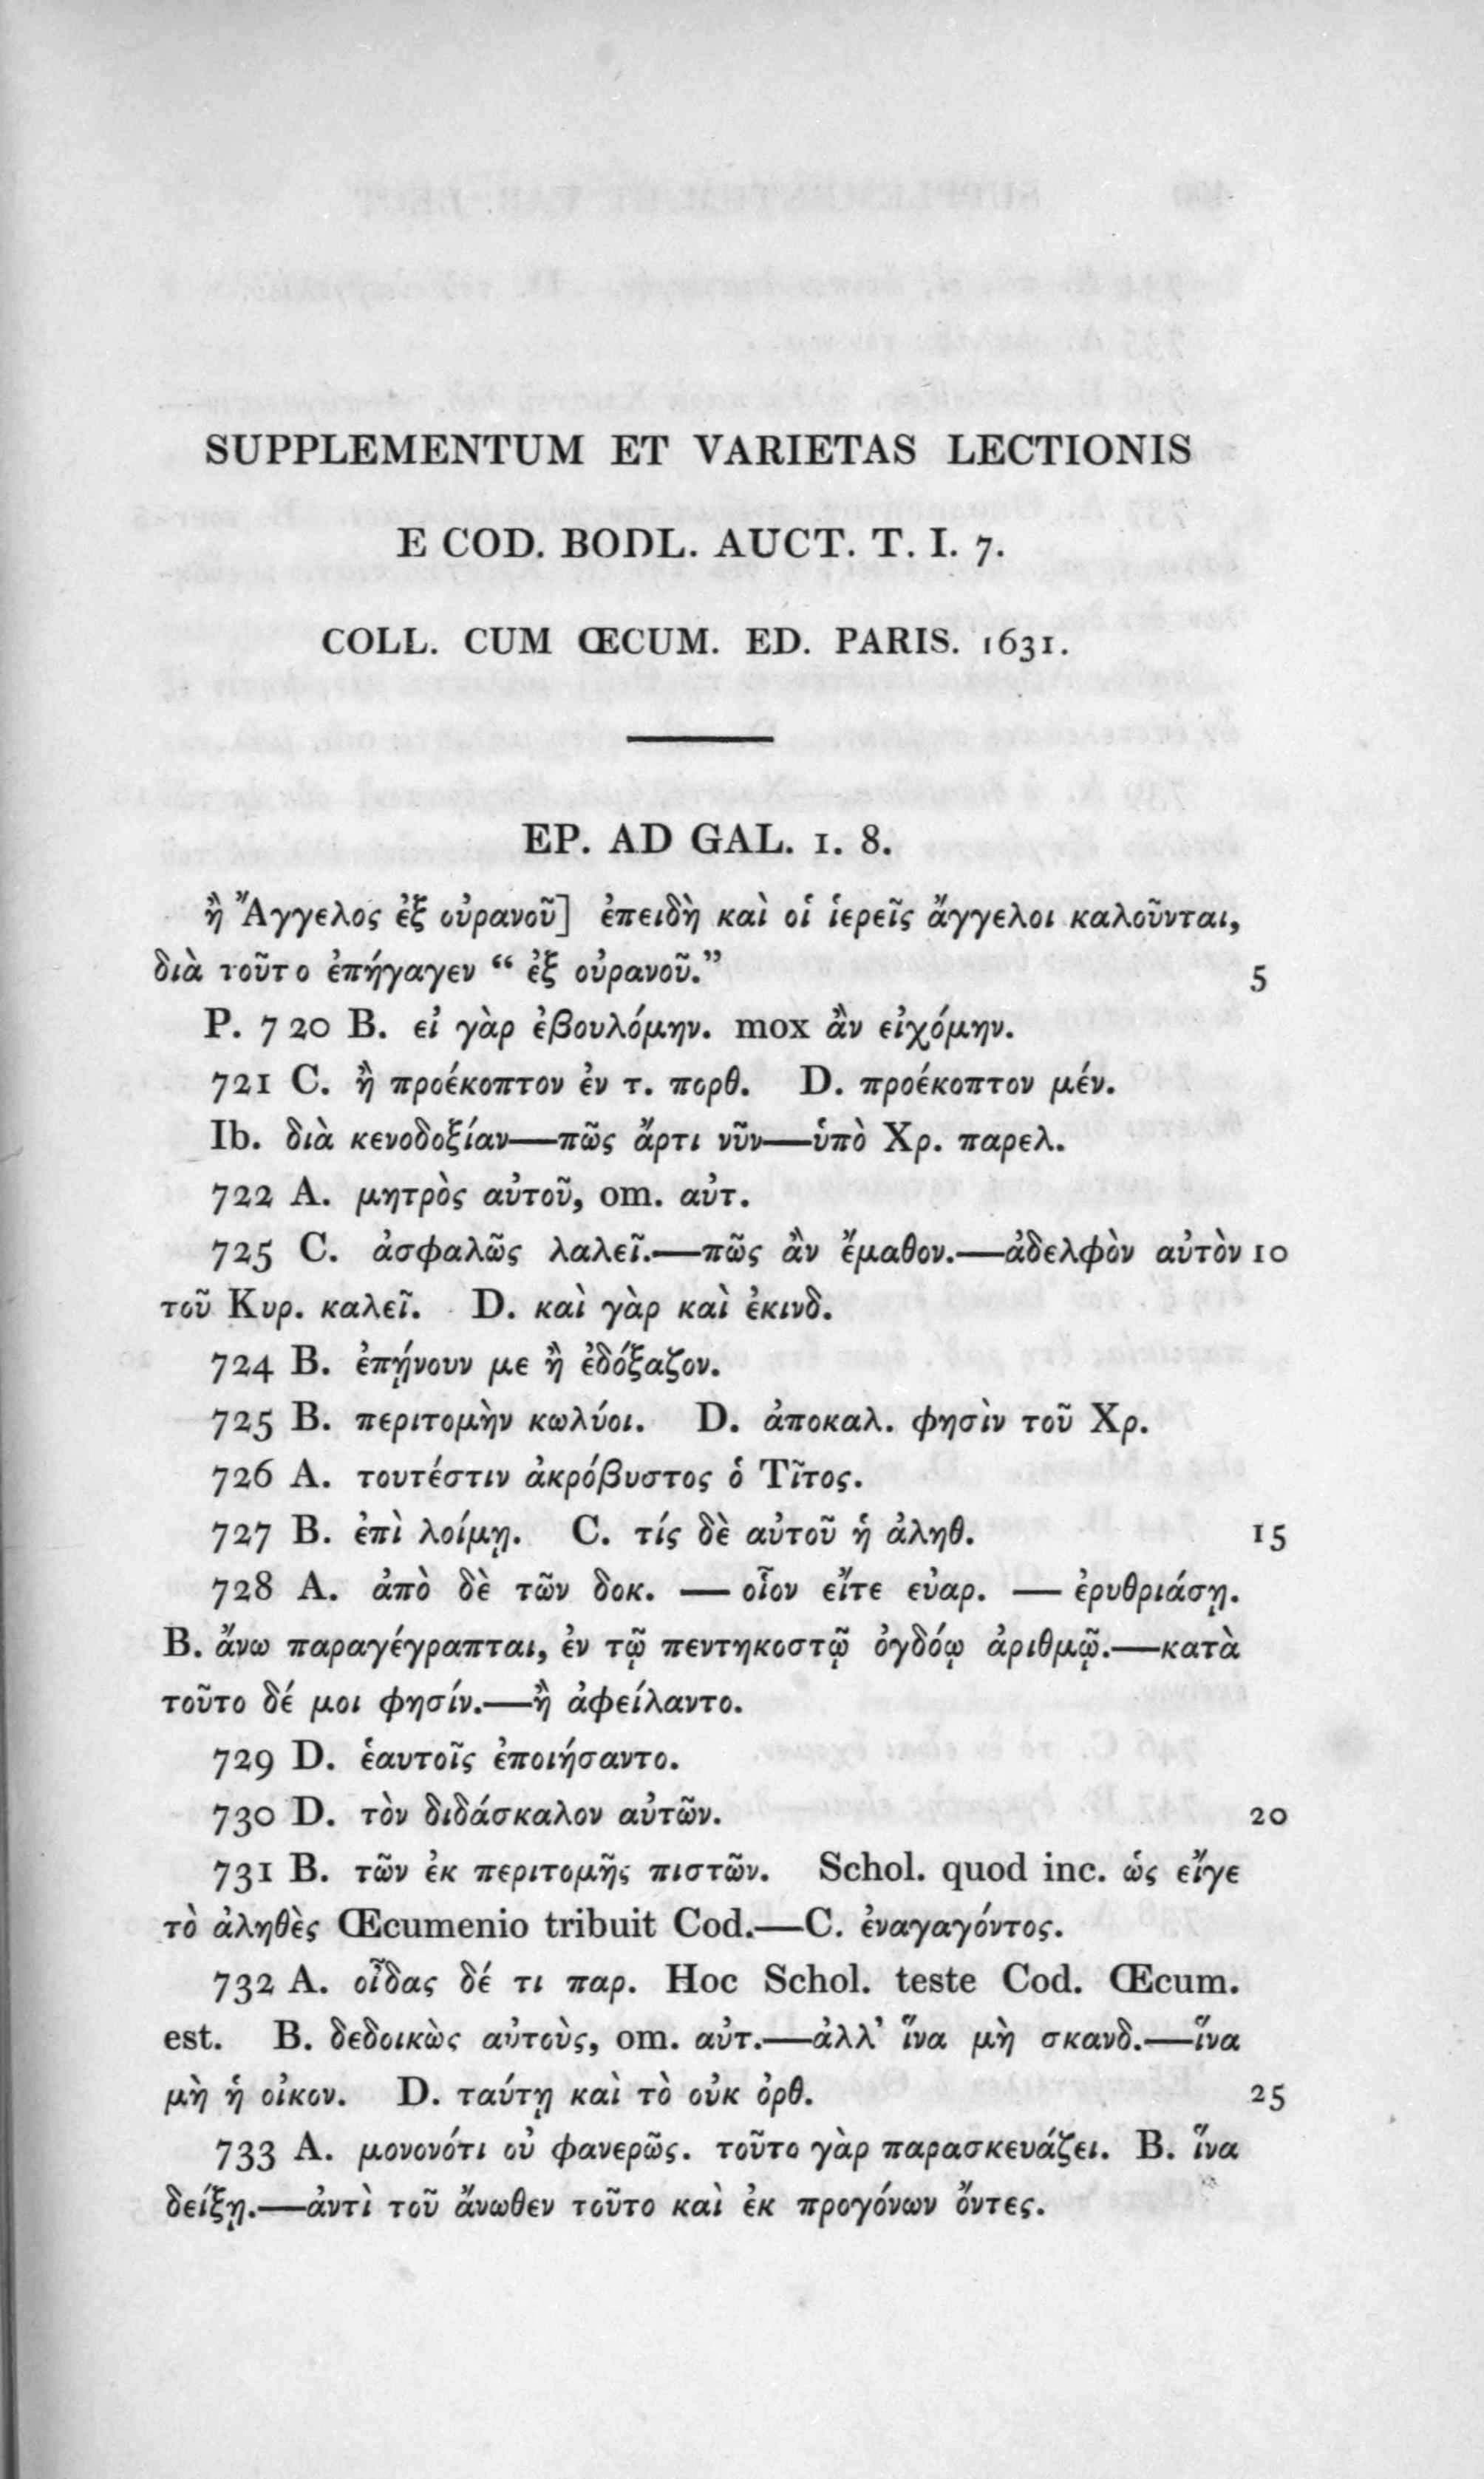 SUPPLEMENTUM ET VARIETAS LECTIONIS
E COD. BODL. AUCT. T. I. 7.
COLL. CUM ŒCUM. ED. PARIS. 1631.
EP. AD GAL. I. 8.
ἢ Ἄγγελος ἐξ οὐρανοῦ] ἐπειδὴ καὶ οἱ ἱερεῖς ἄγγελοι καλοῦνται,
διὰ τοῦτο ἐπήγαγεν “ ἐξ οὐρανοῦ.” 5
P. 720 B. εἰ γὰρ ἐβουλόμην. mox ἂν εἰχόμην.
721 C. ἢ προέκοπτον ἐν τ. πορθ. D. προέκοπτον μέν.
Ib. διὰ κενοδοξίαν—πῶς ἄρτι νῦν—ὑπὸ Χρ. παρελ.
722 A. μητρὸς αὐτοῦ, om. αὐτ.
725 C. ἀσφαλῶς λαλεῖ.—πῶς ἂν ἔμαθον.—ἀδελφὸν αὐτὸν 10
τοῦ Κυρ. καλεῖ. D. καὶ γὰρ καὶ ἐκινδ.
724 B. ἐπῄνουν με ἢ ἐδόξαζον.
725 B. περιτομὴν κωλύοι. D. ἀποκαλ. φησὶν τοῦ Χρ.
726 A. τουτέστιν ἀκρόβυστος ὁ Τῖτος.
727 B. ἐπὶ λοίμῃ. C. τίς δὲ αὐτοῦ ἡ ἀληθ. 15
728 A. ἀπὸ δὲ τῶν δοκ. — οἷον εἴτε εὐαρ. — ἐρυθριάσῃ.
B. ἄνω παραγέγραπται, ἐν τῷ πεντηκοστῷ ὀγδόῳ ἀριθμῷ.—κατὰ
τοῦτο δέ μοι φησίν.—ἢ ἀφείλαντο.
729 D. ἑαυτοῖς ἐποιήσαντο.
730 D. τὸν διδάσκαλον αὐτῶν. 20
731 B. τῶν ἐκ περιτομῆς πιστῶν. Schol. quod inc. ὡς εἴγε
τὸ ἀληθὲς Œcumenio tribuit Cod.—C. ἐναγαγόντος.
732 A. οἶδας δέ τι παρ. Hoc Schol. teste Cod. Œcum.
est. B. δεδοικὼς αὐτοὺς, om. αὐτ.—ἀλλ’ ἵνα μὴ σκανδ.—ἵνα
μὴ ἡ οἰκον. D. ταύτῃ καὶ τὸ οὐκ ὀρθ. 25
733 A. μονονότι οὐ φανερῶς. τοῦτο γὰρ παρασκευάζει. B. ἵνα
δείξῃ.—ἀντὶ τοῦ ἄνωθεν τοῦτο καὶ ἐκ προγόνων ὄντες.